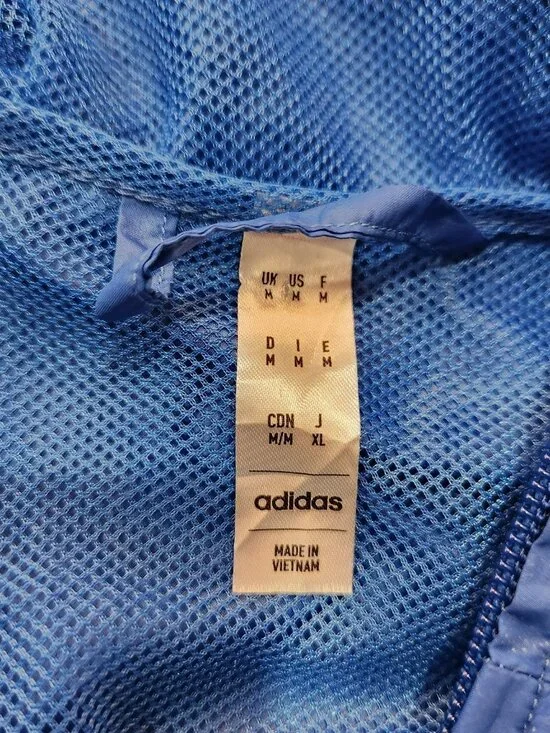 UK US F
M M M
D I E
M M M
CDN J
M/M XL
adidas
MADE IN
VIETNAM